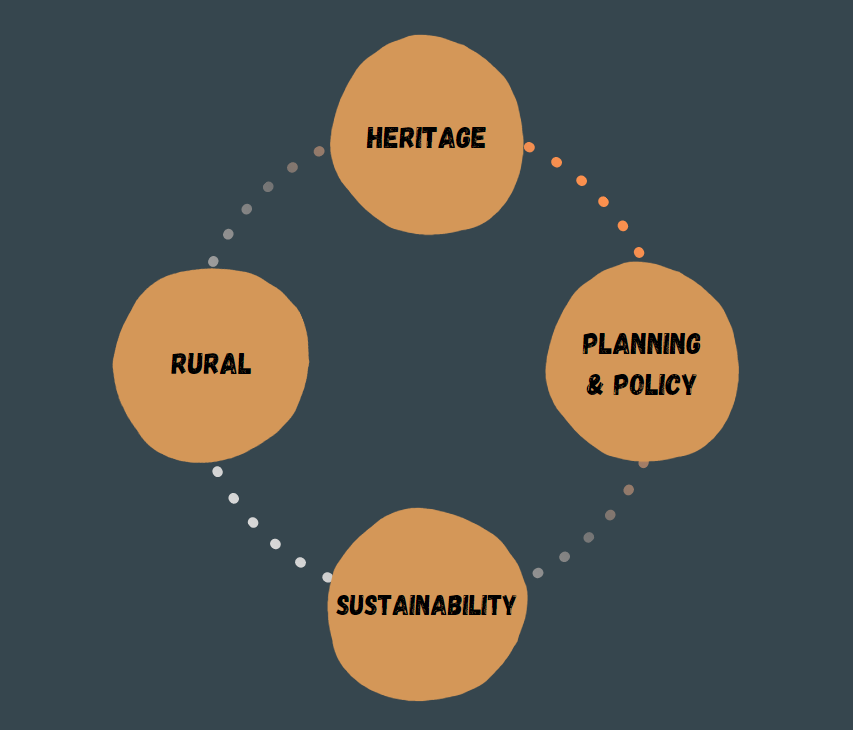 HERITAGE
RURAL
PLANNING
& POLICY
SUSTAINABILITY